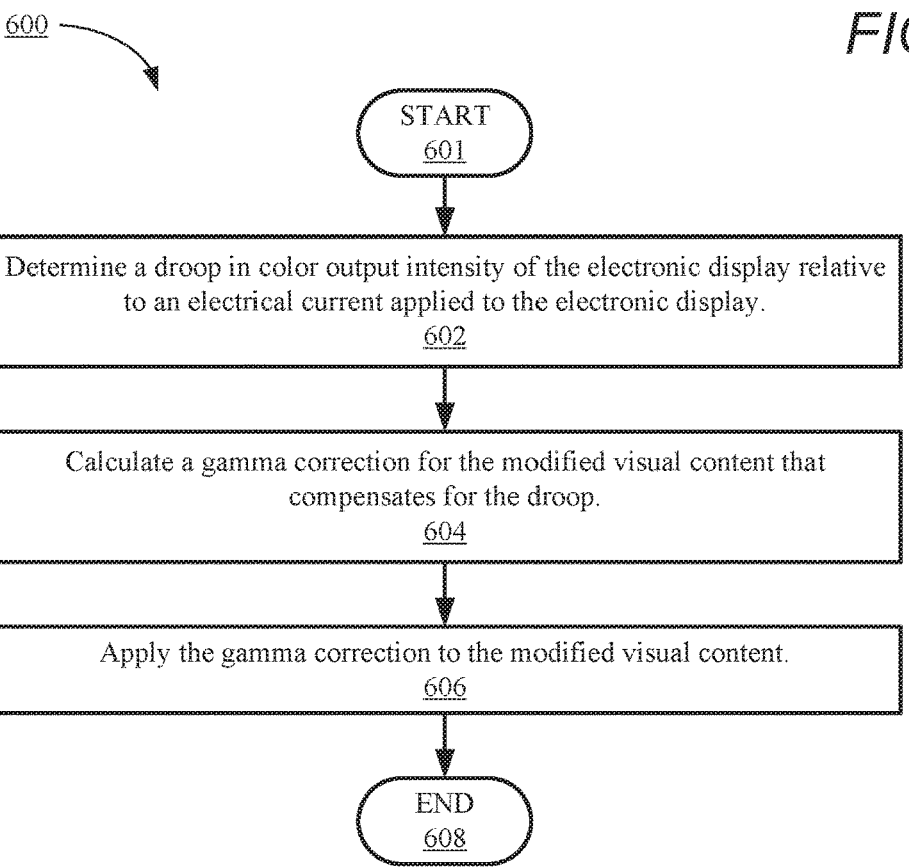 600
FIG
START
601
Determine a droop in color output intensity of the electronic display relative
to an electrical current applied to the electronic display.
602
Calculate a gamma correction for the modified visual content that
compensates for the droop.
604
Apply the gamma correction to the modified visual content.
606
END
608